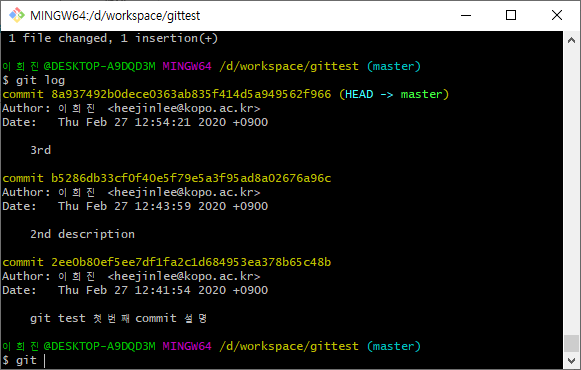 MINGW64:/d/workspace/gittest
1 file changed, 1 insertion(+)
이희진@DESKTOP-A9DQD3M MINGW64 /d/workspace/gittest (master)
$ git log
commit 8a937492b0dece0363ab835f414d5a949562f966 (HEAD -> master)
Author: 이희진 <heejinlee@kopo.ac.kr>
Date:   Thu Feb 27 12:54:21 2020 +0900
3rd
commit b5286db33cf0f40e5f79e5a3f95ad8a02676a96c
Author: 이희진 <heejinlee@kopo.ac.kr>
Date:   Thu Feb 27 12:43:59 2020 +0900
2nd description
commit 2ee0b80ef5ee7df1fa2c1d684953ea378b65c48b
Author: 이희진 <heejinlee@kopo.ac.kr>
Date:   Thu Feb 27 12:41:54 2020 +0900
git test 첫번째 commit 설명
이희진@DESKTOP-A9DQD3M MINGW64 /d/workspace/gittest (master)
$ git